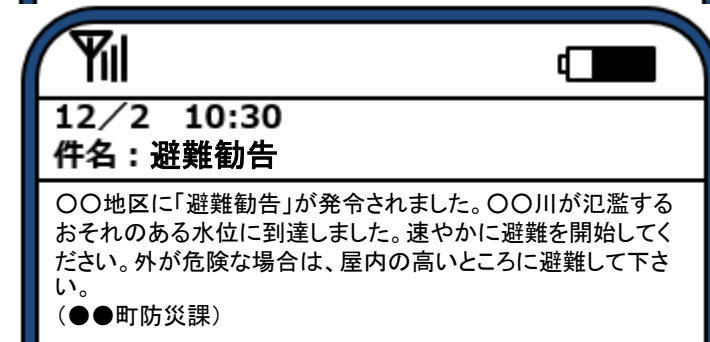 12／2　10:30
件名：避難勧告
〇〇地区に「避難勧告」が発令されました。〇〇川が氾濫する
おそれのある水位に到達しました。速やかに避難を開始してく
ださい。外が危険な場合は、屋内の高いところに避難して下さ
い。
（●●町防災課）